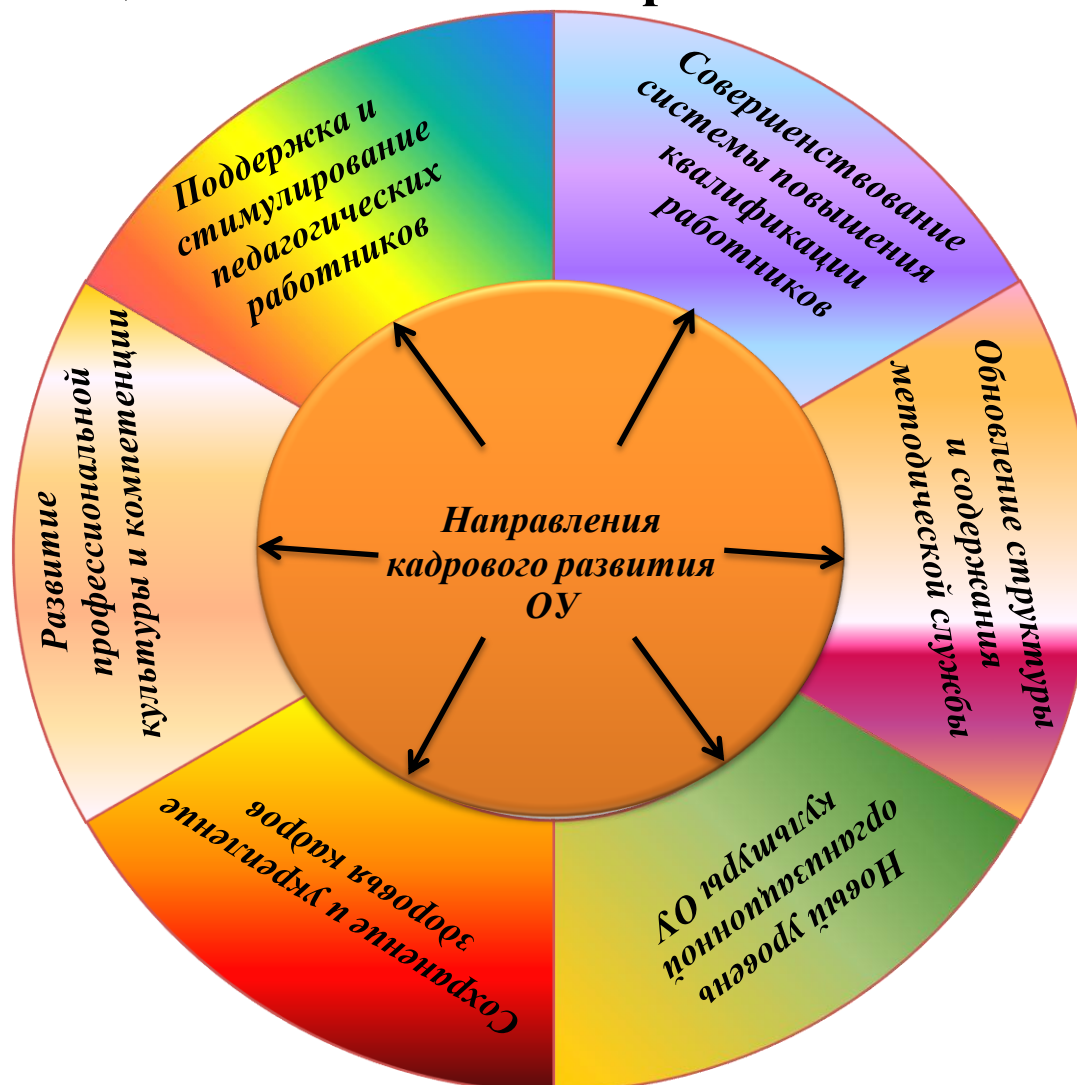 Направления
кадрового развития
ОУ
Совершенствование
системы повышения
квалификации
работников
Обновление структуры
и содержания
методической службы
Новый уровень
организационной
культуры ОУ
Сохранение и укрепление
здоровья кадров
Развитие
профессиональной
культуры и компетенции
Поддержка и
стимулирование
педагогических
работников